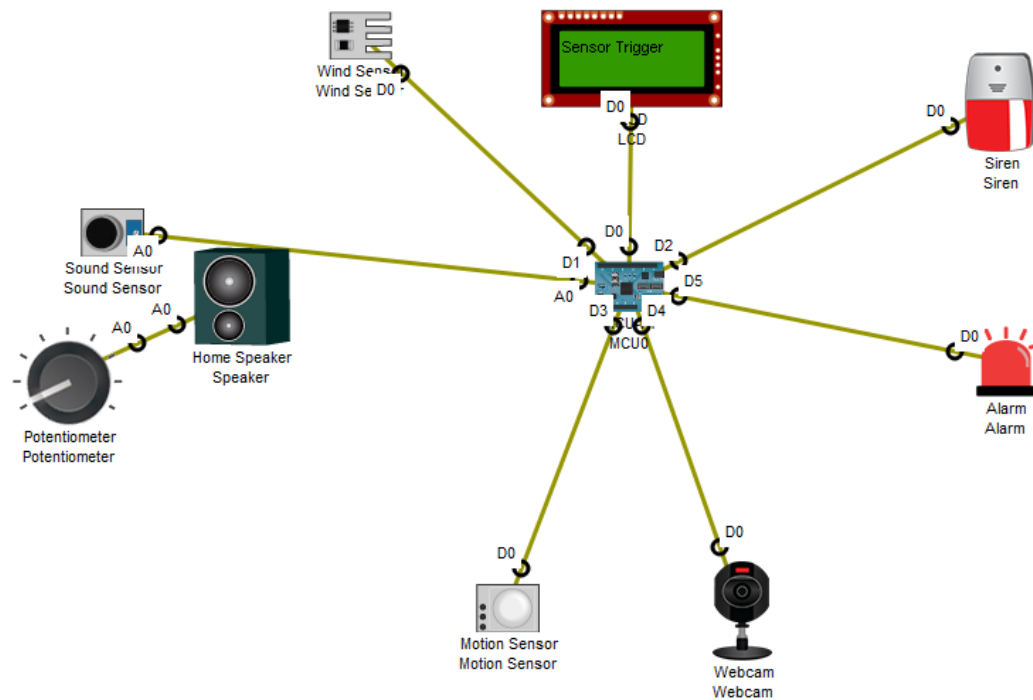 Sensor Trigger
Wind Sen
Wind Se
D0
D0
LCD
D0
Siren
Siren
A0
Sound Sensor
Sound Sensor
D0
D2
D1
A0
D5
D3
D4
MCU0
A0
A0
Home Speaker
Speaker
Potentiometer
Potentiometer
D0
Alarm
Alarm
D0
Motion Sensor
Motion Sensor
D0
Webcam
Webcam